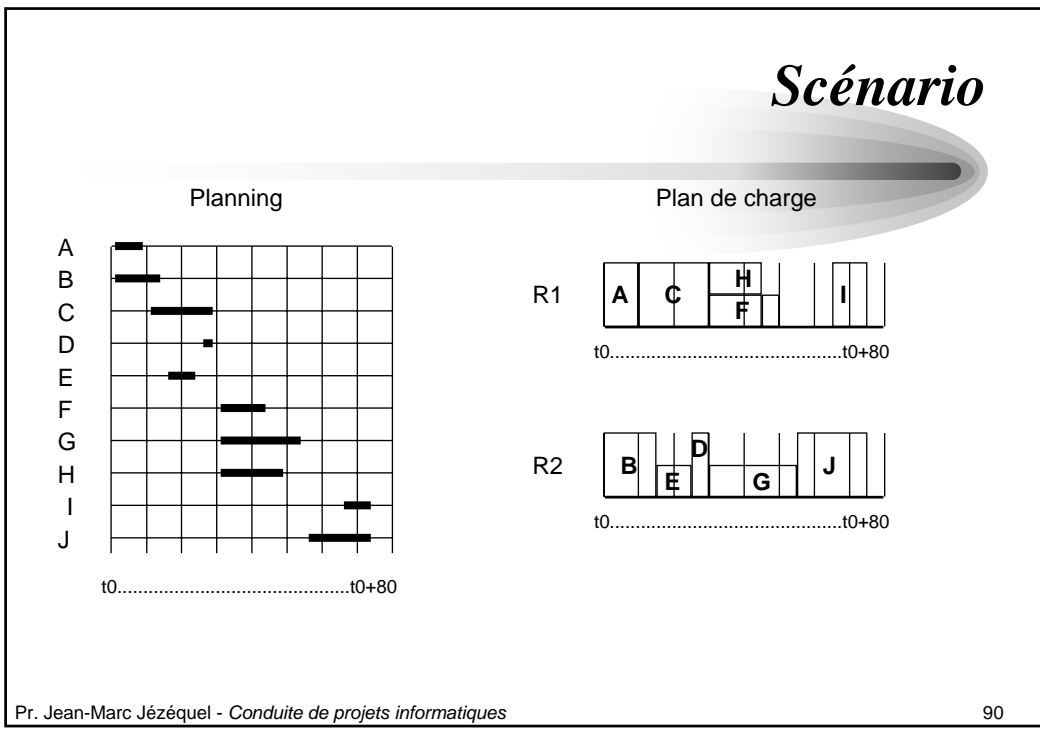 Scénario
Planning
A
B
C
D
E
F
G
H
I
J
t0.............................................t0+80
Plan de charge
R1
A
C
H
F
I
t0.............................................t0+80
R2
B
E
D
G
J
t0.............................................t0+80
Pr. Jean-Marc Jézéquel - Conduite de projets informatiques 90